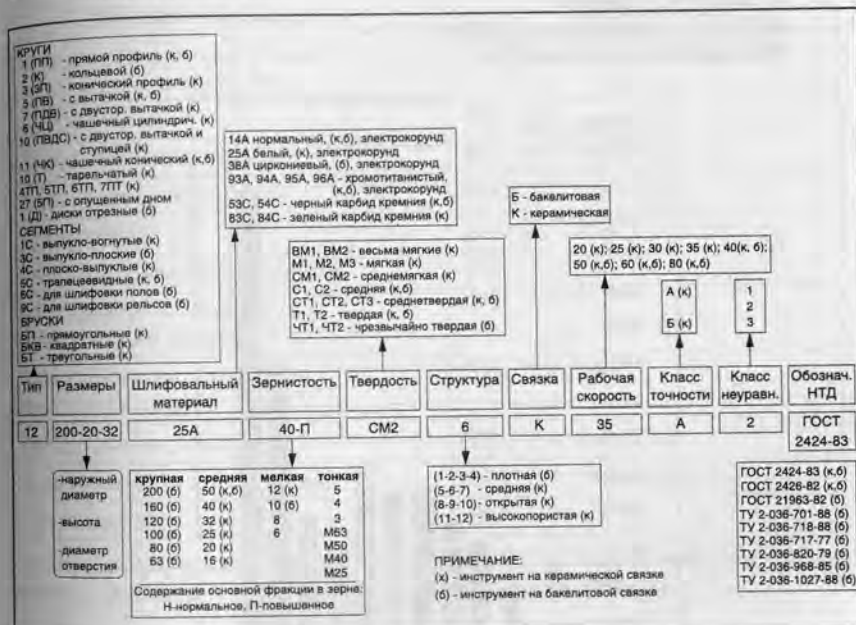 КРУГИ
1 (ПП) - прямой профиль (к, б)
2 (К) - кольцевой (б)
3 (ЗП) - конический профиль (к)
5 (ПВ) - с вытачкой (к, б)
7 (ПДВ) - с двустор. вытачкой (к)
6 (ЧЦ) - чашечный цилиндрич. (к)
10 (ПВДС) - с двустор. вытачкой и
ступицей (к)
11 (ЧК) - чашечный конический (к,б)
10 (Т) - тарельчатый (к)
4ТП, 5ТП, 6ТП, 7ПТ (к)
27 (5П) - с опущенным дном
1 (Д) - диски отрезные (б)
СЕГМЕНТЫ
1С - выпукло-вогнутые (к)
3С - выпукло-плоские (б)
4С - плоско-выпуклые (к)
5С - трапециевидные (к, б)
6С - для шлифовки полов (б)
9С - для шлифовки рельсов (б)
БРУСКИ
БП - прямоугольные (к)
БКВ - квадратные (к)
БТ - треугольные (к)
14А нормальный, (к,б), электрокорунд
25А белый, (к), электрокорунд
38А циркониевый, (б), электрокорунд
93А, 94А, 95А, 96А - хромотитанистый,
(к,б), электрокорунд
53С, 54С - черный карбид кремния (к,б)
83С, 84С - зеленый карбид кремния (к)
ВМ1, ВМ2 - весьма мягкие (к)
М1, М2, М3 - мягкая (к)
СМ1, СМ2 - среднемягкая (к)
С1, С2 - средняя (к,б)
СТ1, СТ2, СТ3 - среднетвердая (к, б)
Т1, Т2 - твердая (к, б)
ЧТ1, ЧТ2 - чрезвычайно твердая (б)
Б - бакелитовая
К - керамическая
20 (к); 25 (к); 30 (к); 35 (к); 40(к, б);
50 (к,б); 60 (к,б); 80 (к,б)
А (к)
Б (к)
1
2
3
Тип Размеры Шлифовальный материал Зернистость Твердость Структура Связка Рабочая скорость Класс точности Класс неуравн. Обознач. НТД
12 200-20-32 25А 40-П СМ2 6 К 35 А 2 ГОСТ 2424-83
-наружный
диаметр
-высота
-диаметр
отверстия
крупная средняя мелкая тонкая
200 (б) 50 (к,б) 12 (к) 5
160 (б) 40 (к) 10 (б) 4
120 (б) 32 (к) 8 3
100 (б) 25 (к) 6 М63
80 (б) 20 (к) М50
63 (б) 16 (к) М40
М25
Содержание основной фракции в зерне:
Н-нормальное, П-повышенное
(1-2-3-4) - плотная (б)
(5-6-7) - средняя (к)
(8-9-10) - открытая (к)
(11-12) - высокопористая (к)
ПРИМЕЧАНИЕ:
(х) - инструмент на керамической связке
(б) - инструмент на бакелитовой связке
ГОСТ 2424-83 (к,б)
ГОСТ 2426-82 (к,б)
ГОСТ 21963-82 (б)
ТУ 2-036-701-88 (б)
ТУ 2-036-718-88 (б)
ТУ 2-036-717-77 (б)
ТУ 2-036-820-79 (б)
ТУ 2-036-968-85 (б)
ТУ 2-036-1027-88 (б)